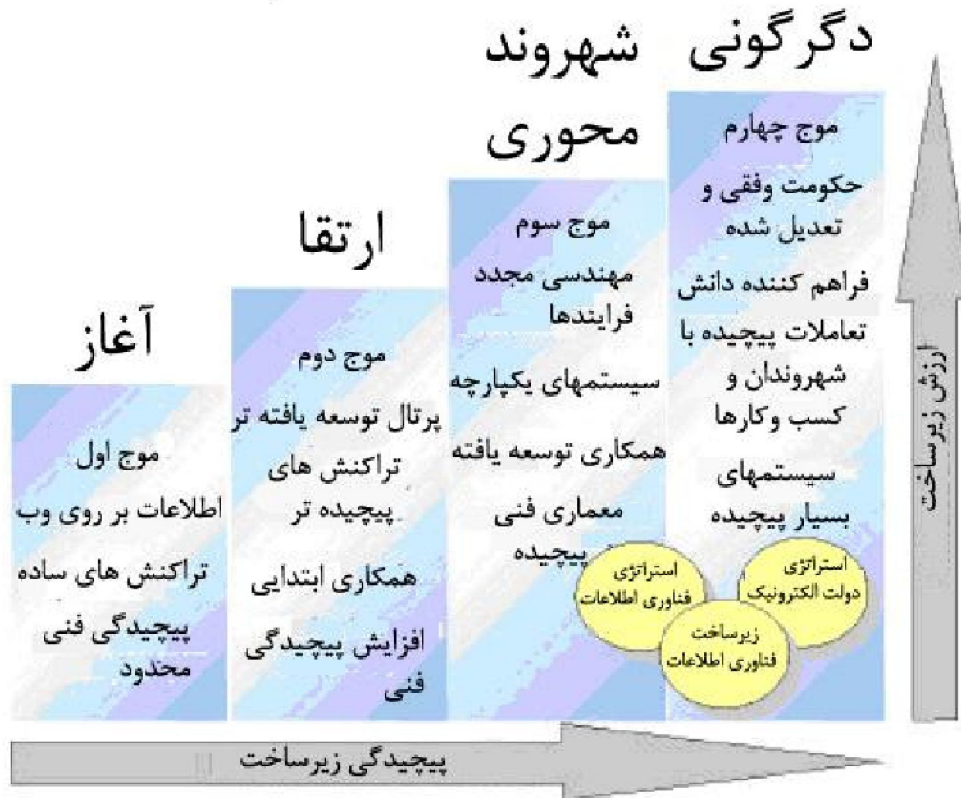 آغاز
موج اول
اطلاعات بر روی وب
تراکنش های ساده
پیچیدگی فنی
محدود
ارتقا
موج دوم
پرتال توسعه یافته تر
تراکنش های
پیچیده تر
همکاری ابتدایی
افزایش پیچیدگی
فنی
شهروند
محوری
موج سوم
مهندسی مجدد
فرایندها
سیستمهای یکپارچه
همکاری توسعه یافته
معماری فنی
پیچیده
دگرگونی
موج چهارم
حکومت وفقی و
تعدیل شده
فراهم کننده دانش
تعاملات پیچیده با
شهروندان و
کسب وکارها
سیستمهای
بسیار پیچیده
استراتژی
فناوری اطلاعات
استراتژی
دولت الکترونیک
زیرساخت
فناوری اطلاعات
ارزش زیرساخت
پیچیدگی زیرساخت